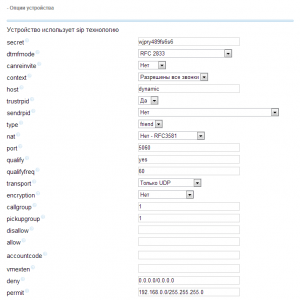 - Опции устройства
Устройство использует sip технологию
secret wjpry489fs6s6
dtmfmode RFC 2833
canreinvite Нет
context Разрешены все звонки
host dynamic
trustrpid Да
sendrpid Нет
type friend
nat Нет - RFC3581
port 5060
qualify yes
qualifyfreq 60
transport Только UDP
encryption Нет
callgroup 1
pickupgroup 1
disallow
allow
accountcode
vmexten
deny 0.0.0.0/0.0.0.0
permit 192.168.0.0/255.255.255.0